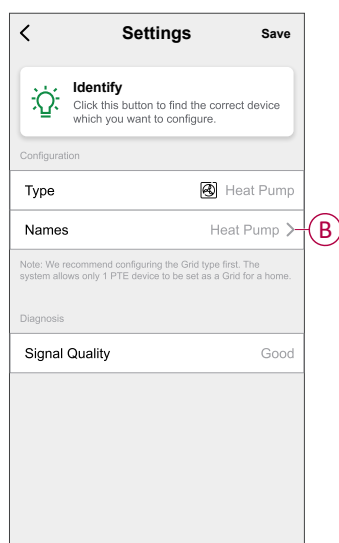 Settings Save
Identify
Click this button to find the correct device
which you want to configure.
Configuration
Type Heat Pump
Names Heat Pump
B
Note: We recommend configuring the Grid type first. The
system allows only 1 PTE device to be set as a Grid for a home.
Diagnosis
Signal Quality Good